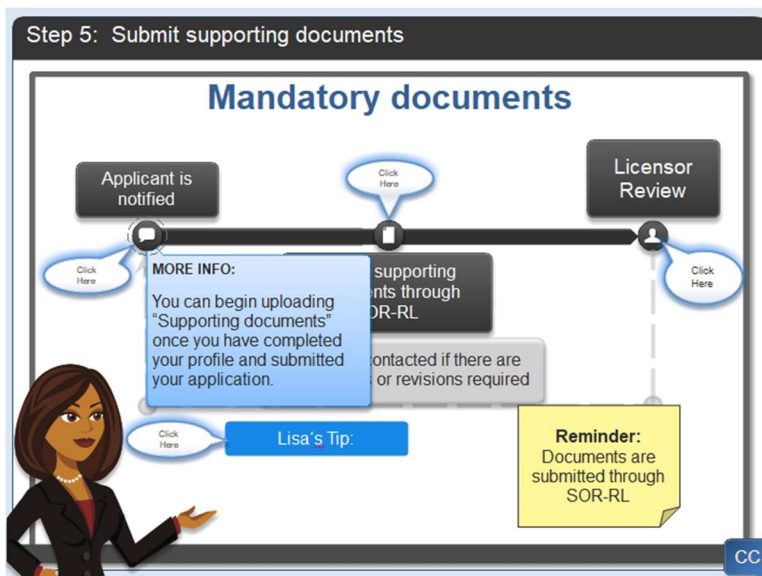 Step 5: Submit supporting documents
Mandatory documents
Applicant is
notified
Click
Here
Licensor
Review
Click
Here
MORE INFO:
You can begin uploading
“Supporting documents”
once you have completed
your profile and submitted
your application.
supporting
through
Click
Here
contacted if there are
or revisions required
Click
Here
Lisa's Tip:
Reminder:
Documents are
submitted through
SOR-RL
CC